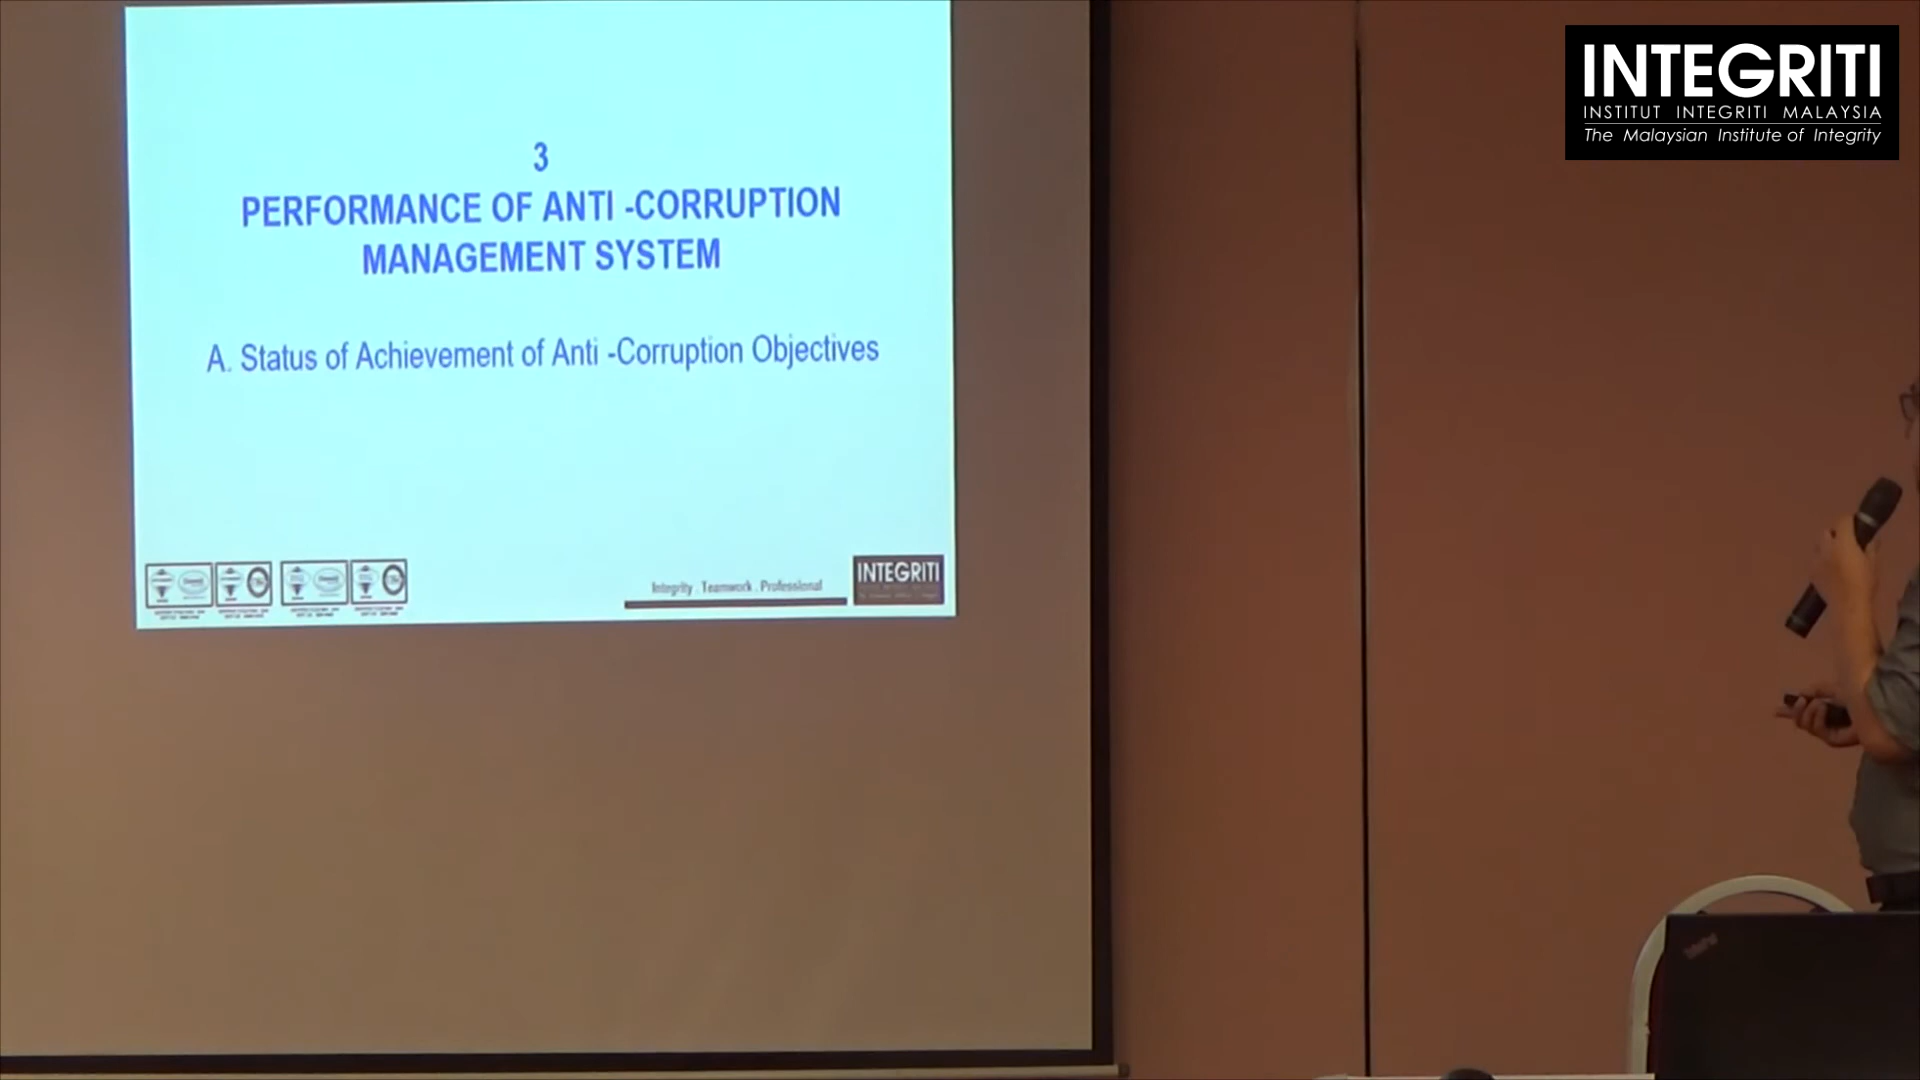 3
PERFORMANCE OF ANTI -CORRUPTION
MANAGEMENT SYSTEM
A. Status of Achievement of Anti -Corruption Objectives
Integrity . Teamwork . Professional
INTEGRITI
INTEGRITI
INSTITUT INTEGRITI MALAYSIA
The Malaysian Institute of Integrity